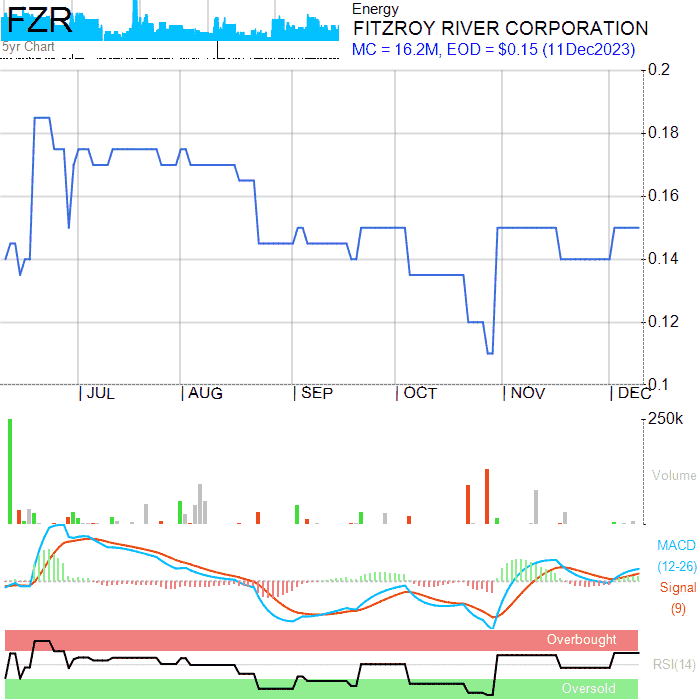 FZR
Energy
FITZROY RIVER CORPORATION
5yr Chart
MC = 16.2M, EOD = $0.15 (11Dec2023)
0.2
0.18
0.16
0.14
0.12
0.1
JUL AUG SEP OCT NOV DEC
250k
Volume
MACD
(12-26)
Signal
(9)
Overbought
RSI(14)
Oversold